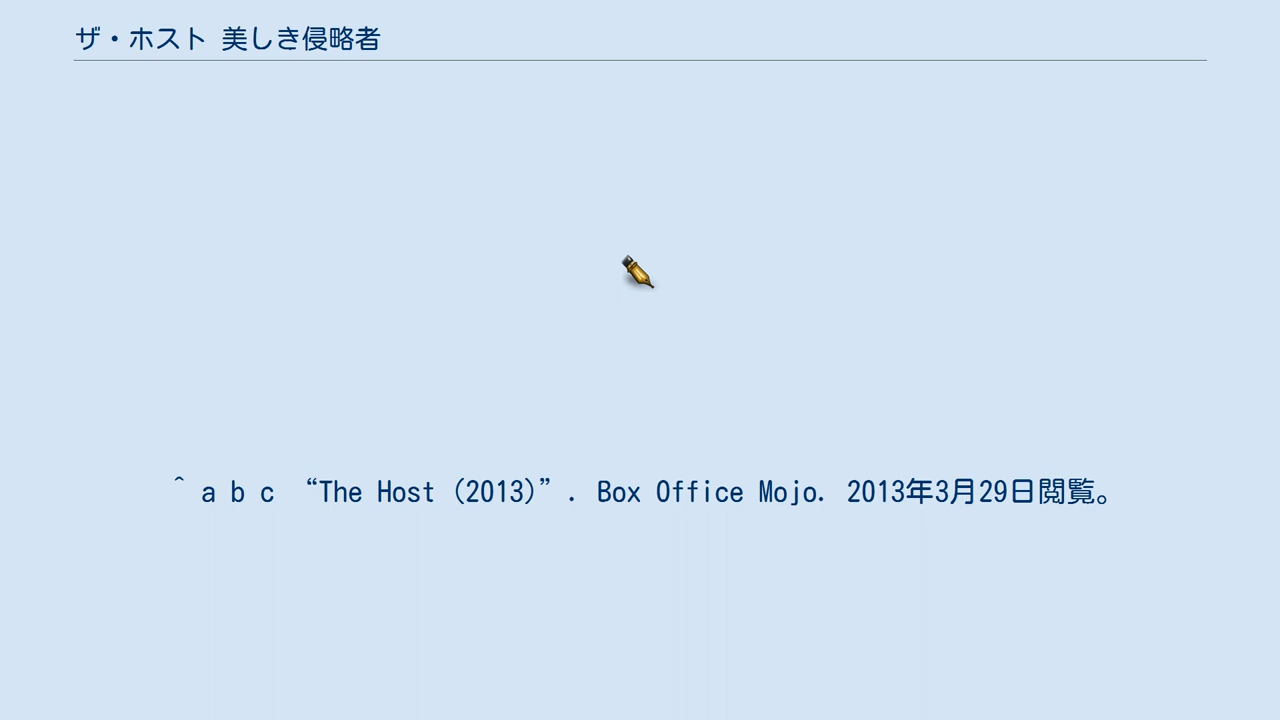 ザ・ホスト 美しき侵略者
^ a b c “The Host (2013)”. Box Office Mojo. 2013年3月29日閲覧。